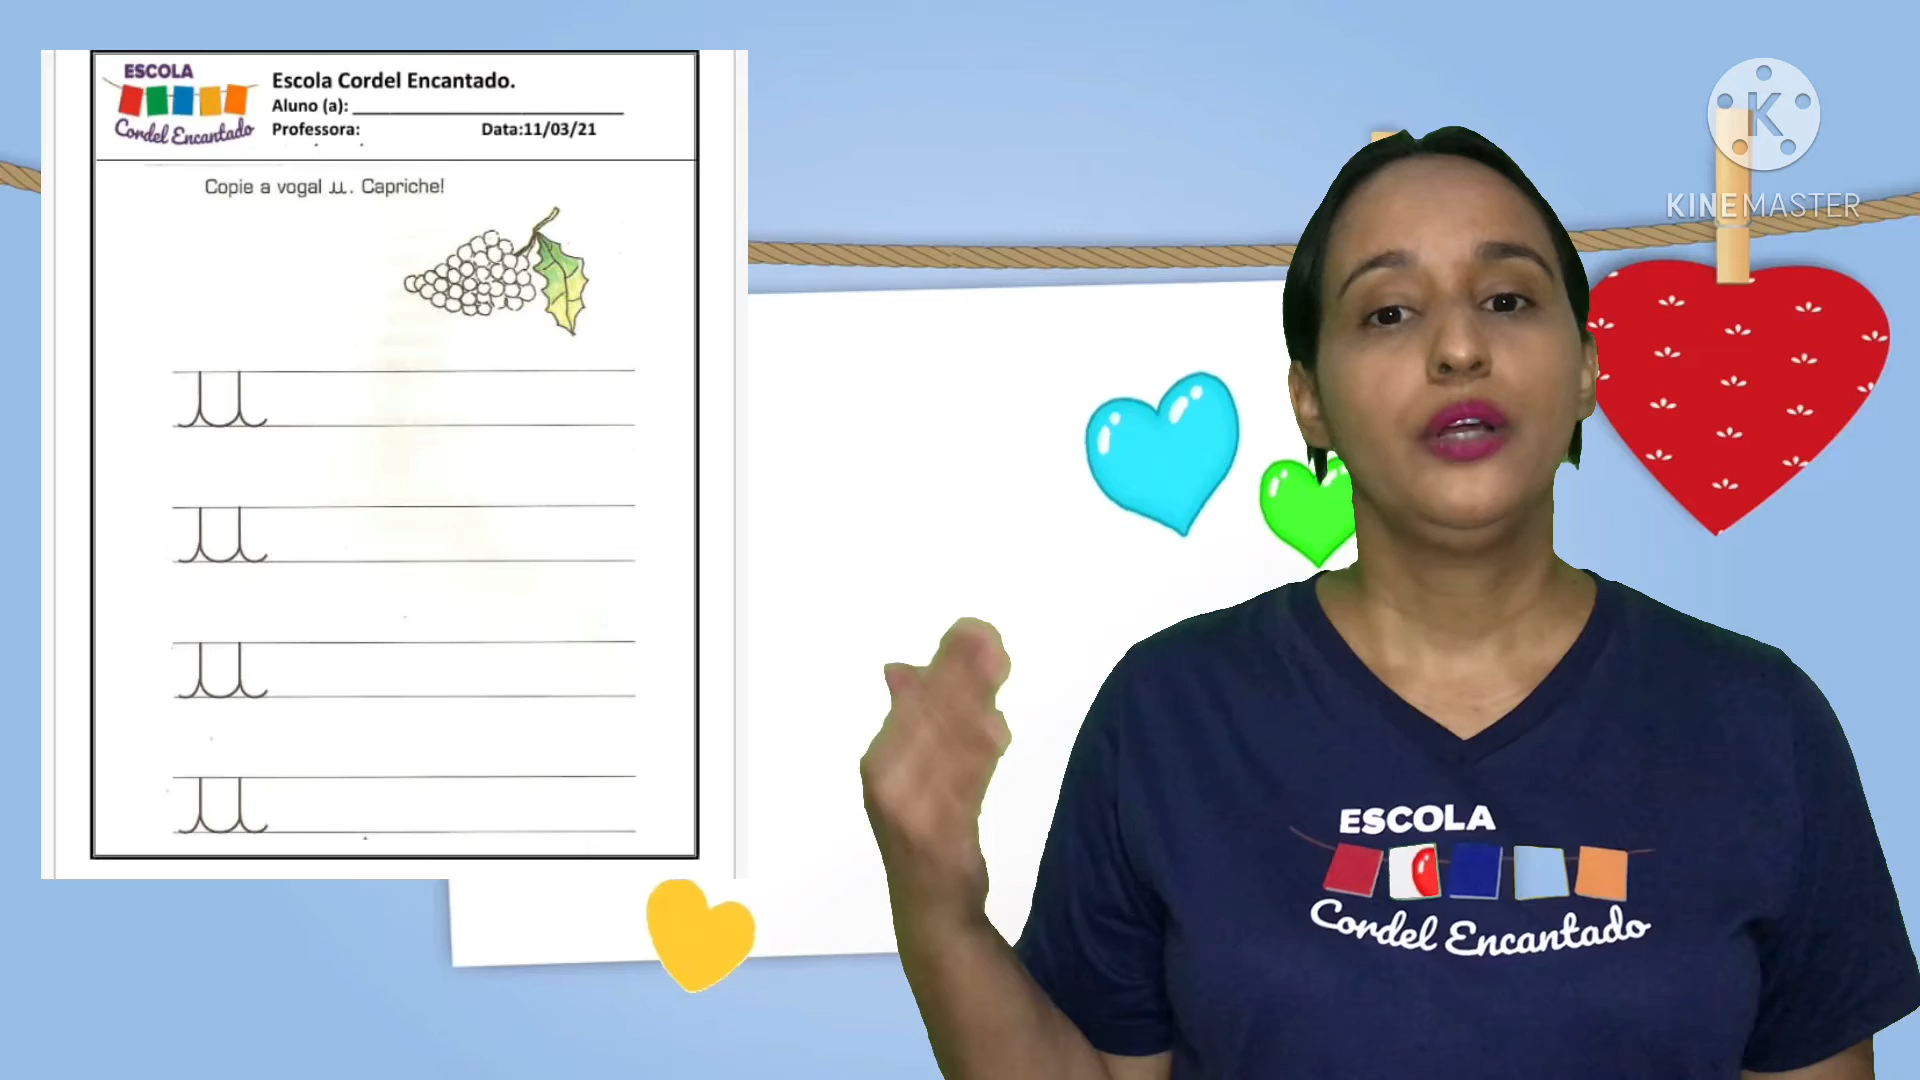 ESCOLA
Cordel Encantado
Escola Cordel Encantado.
Aluno (a): ______________________________
Professora: Data:11/03/21
Copie a vogal u. Capriche!
u
u
u
u
K
KINEMASTER
ESCOLA
Cordel Encantado